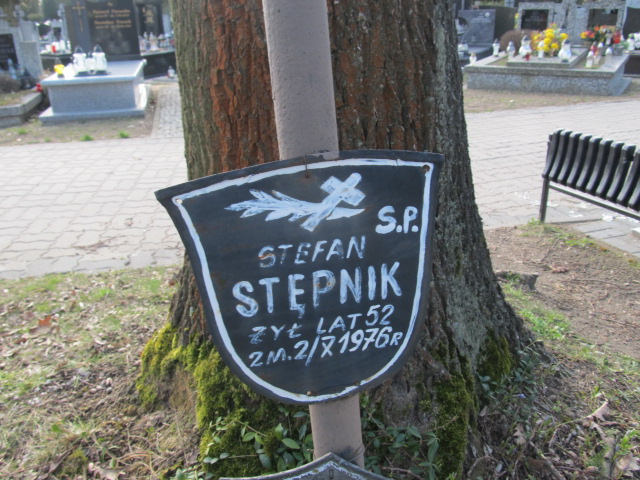 S.P.
STEFAN
STĘPNIK
ŻYŁ LAT 52
ZM. 2/X 1976R